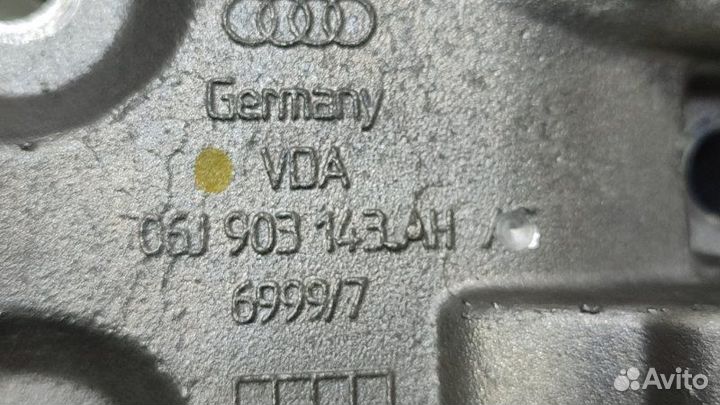 Germany
VDA
06J 903 143 AH
6999/7
Avito